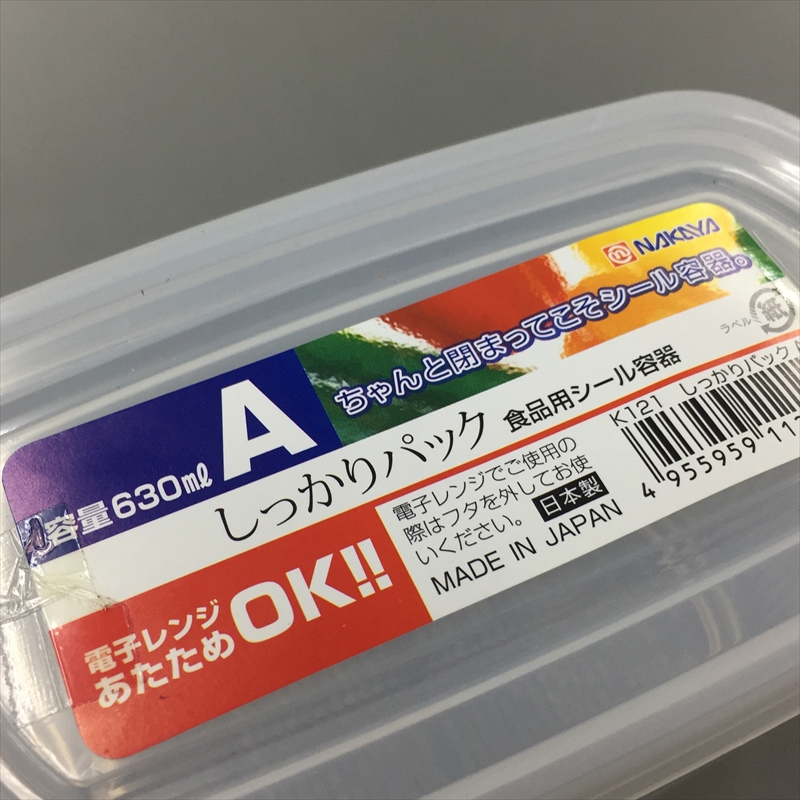 NAKAYA
ちゃんと閉まってこそシール容器。
ラベル 紙
A
容量630ml
しっかりパック 食品用シール容器
K121 しっかりパック
4 955959 11
電子レンジでご使用の
際はフタを外してお使
いください。 日本製
MADE IN JAPAN
電子レンジ
あたため
OK!!